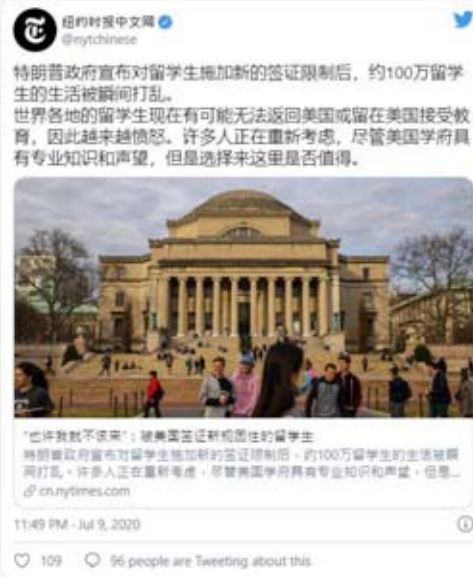 纽约时报中文网
@nytchinese
特朗普政府宣布对留学生施加新的签证限制后，约100万留学
生的生活被瞬间打乱。
世界各地的留学生现在有可能无法返回美国或留在美国接受教
育，因此越来越愤怒。许多人正在重新考虑，尽管美国学府具
有专业知识和声望，但是选择来这里是否值得。
“也许我就不该来”：被美国签证新规困住的留学生
特朗普政府宣布对留学生施加新的签证限制后，约100万留学生的生活被瞬
间打乱。许多人正在重新考虑，尽管美国学府具有专业知识和声望，但是...
cn.nytimes.com
11:49 PM · Jul 9, 2020
109 96 people are Tweeting about this